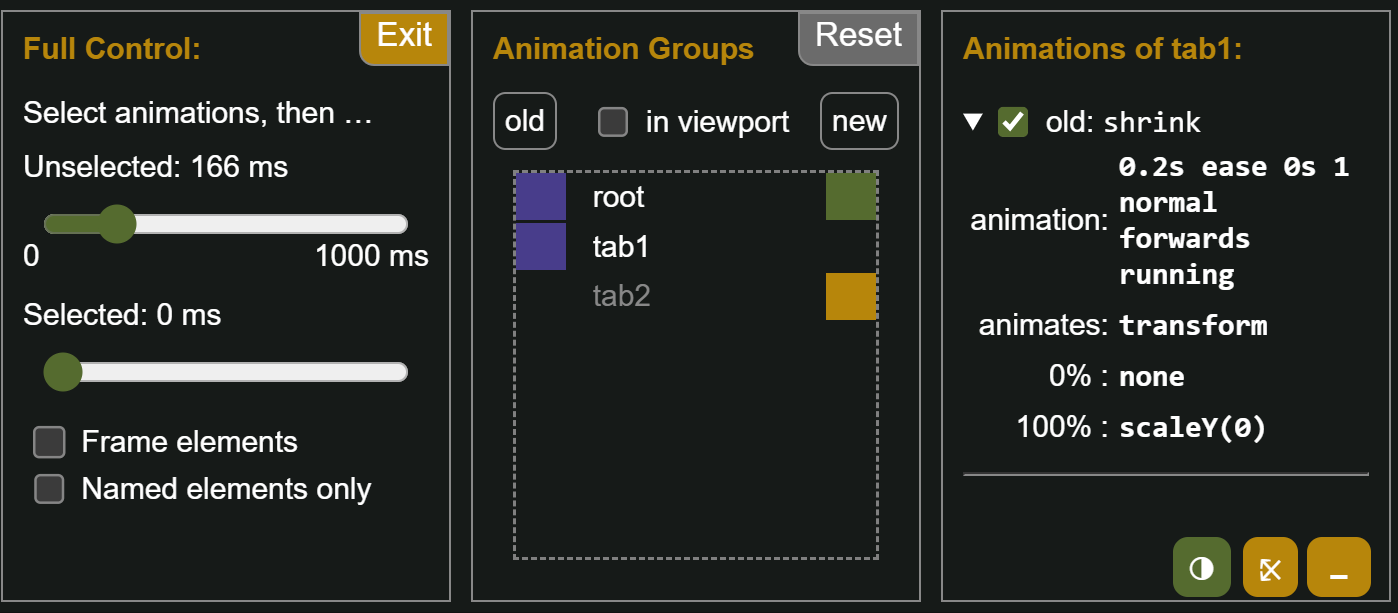 Full Control:
Exit
Select animations, then …
Unselected: 166 ms
0
1000 ms
Selected: 0 ms
Frame elements
Named elements only
Animation Groups
Reset
old
in viewport
new
root
tab1
tab2
Animations of tab1:
▼ old: shrink
animation: 0.2s ease 0s 1
normal
forwards
running
animates: transform
0% : none
100% : scaleY(0)